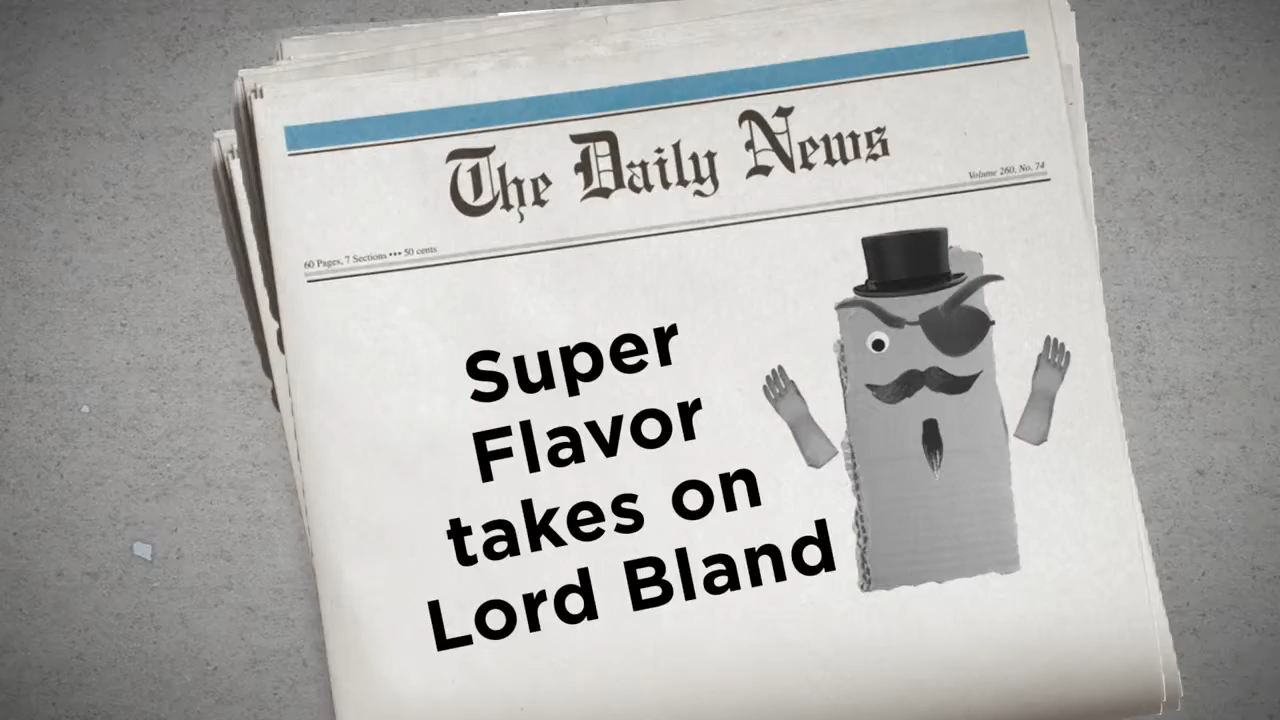 The Daily News
Volume 260, No. 74
60 Pages, 7 Sections ••• 50 cents
Super
Flavor
takes on
Lord Bland